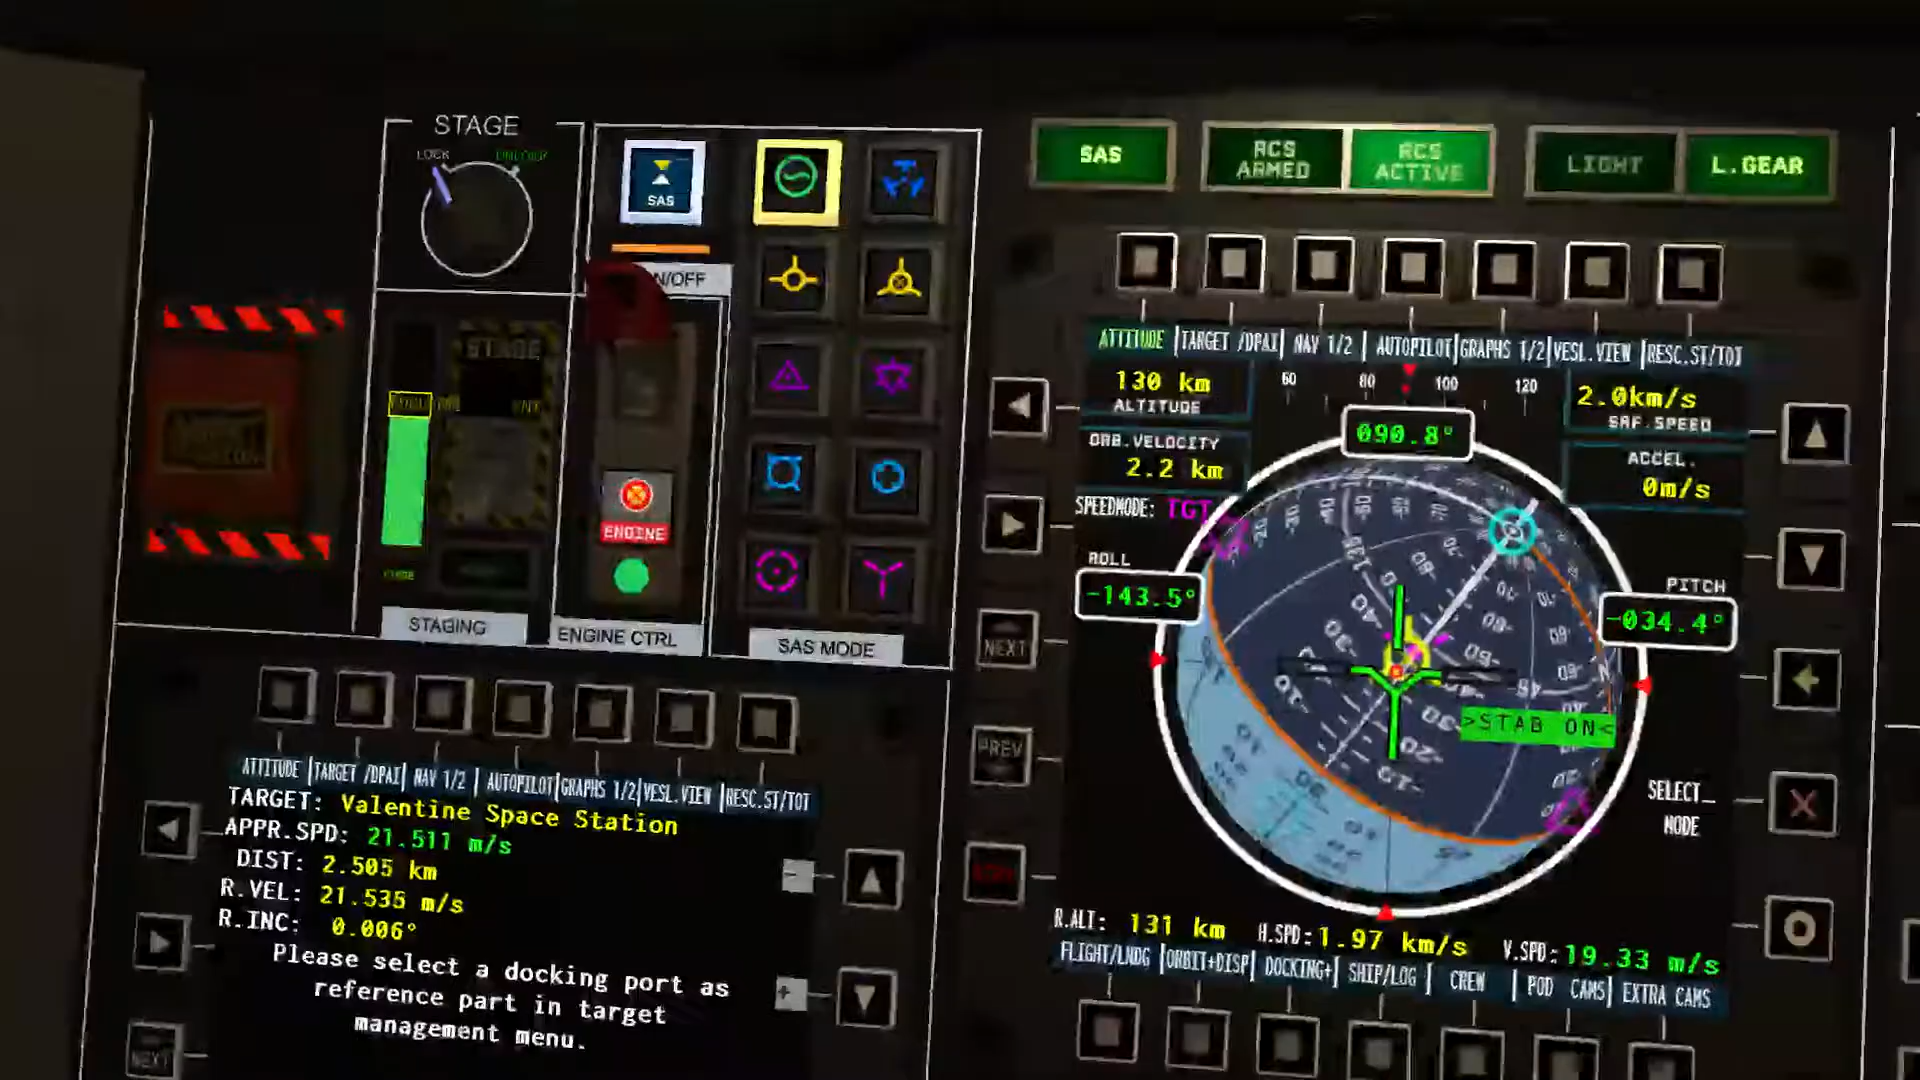 STAGE
LOCK
SAS
N/OFF
STAGE
ENGINE
STAGING
ENGINE CTRL
SAS MODE
SAS
RCS ARMED
RCS ACTIVE
LIGHT
L.GEAR
ATTITUDE |TARGET /DPAI| NAV 1/2 | AUTOPILOT|GRAPHS 1/2|VESL.VIEW |RESC.ST/TOT
130 km
ALTITUDE
60 80 100 120
2.0km/s
SRF.SPEED
090.8°
ORB.VELOCITY
2.2 km
ACCEL.
0m/s
SPEEDMODE: TGT
ROLL
-143.5°
PITCH
-034.4°
>STAB ON<
SELECT_
MODE
NEXT
PREV
R.ALT: 131 km H.SPD:1.97 km/s V.SPD:19.33 m/s
FLIGHT/LNDG |ORBIT+DISP| DOCKING+| SHIP/LOG | CREW | POD CAMS| EXTRA CAMS
ATTITUDE |TARGET /DPAI| NAV 1/2 | AUTOPILOT|GRAPHS 1/2|VESL.VIEW |RESC.ST/TOT
TARGET: Valentine Space Station
APPR.SPD: 21.511 m/s
DIST: 2.505 km
R.VEL: 21.535 m/s
R.INC: 0.006°
Please select a docking port as
reference part in target
management menu.
NEXT